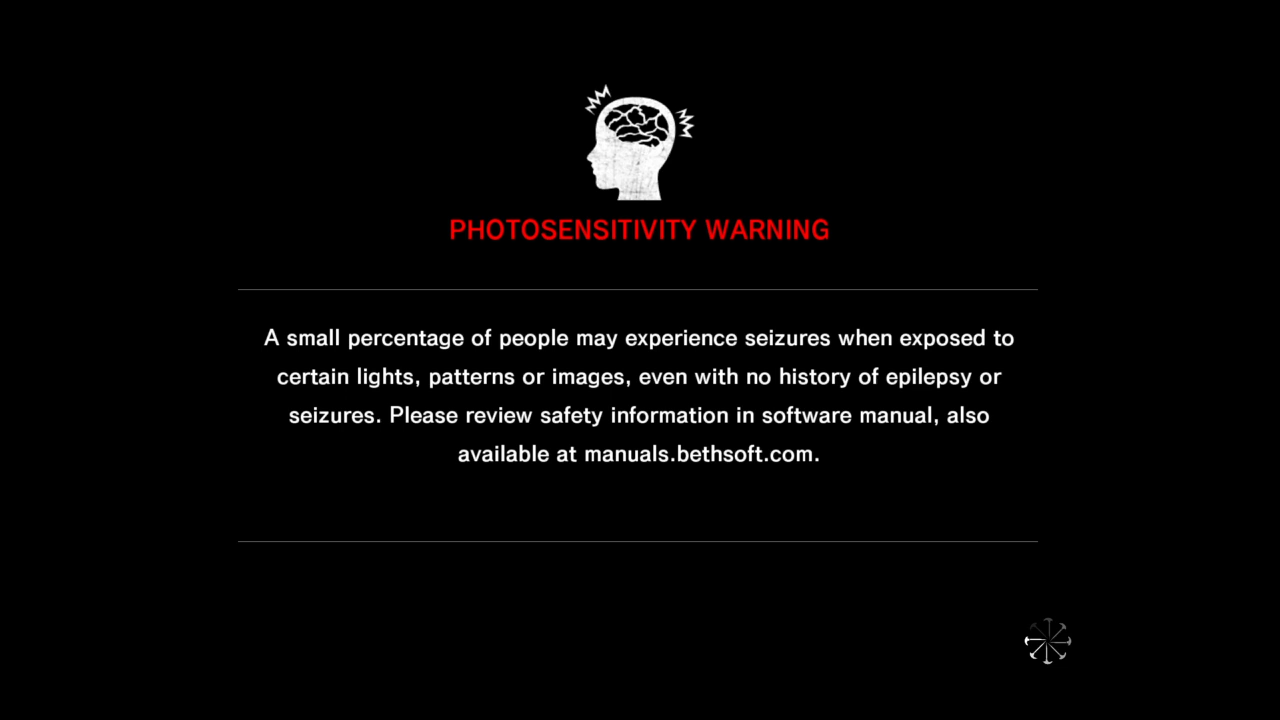 PHOTOSENSITIVITY WARNING
A small percentage of people may experience seizures when exposed to
certain lights, patterns or images, even with no history of epilepsy or
seizures. Please review safety information in software manual, also
available at manuals.bethsoft.com.